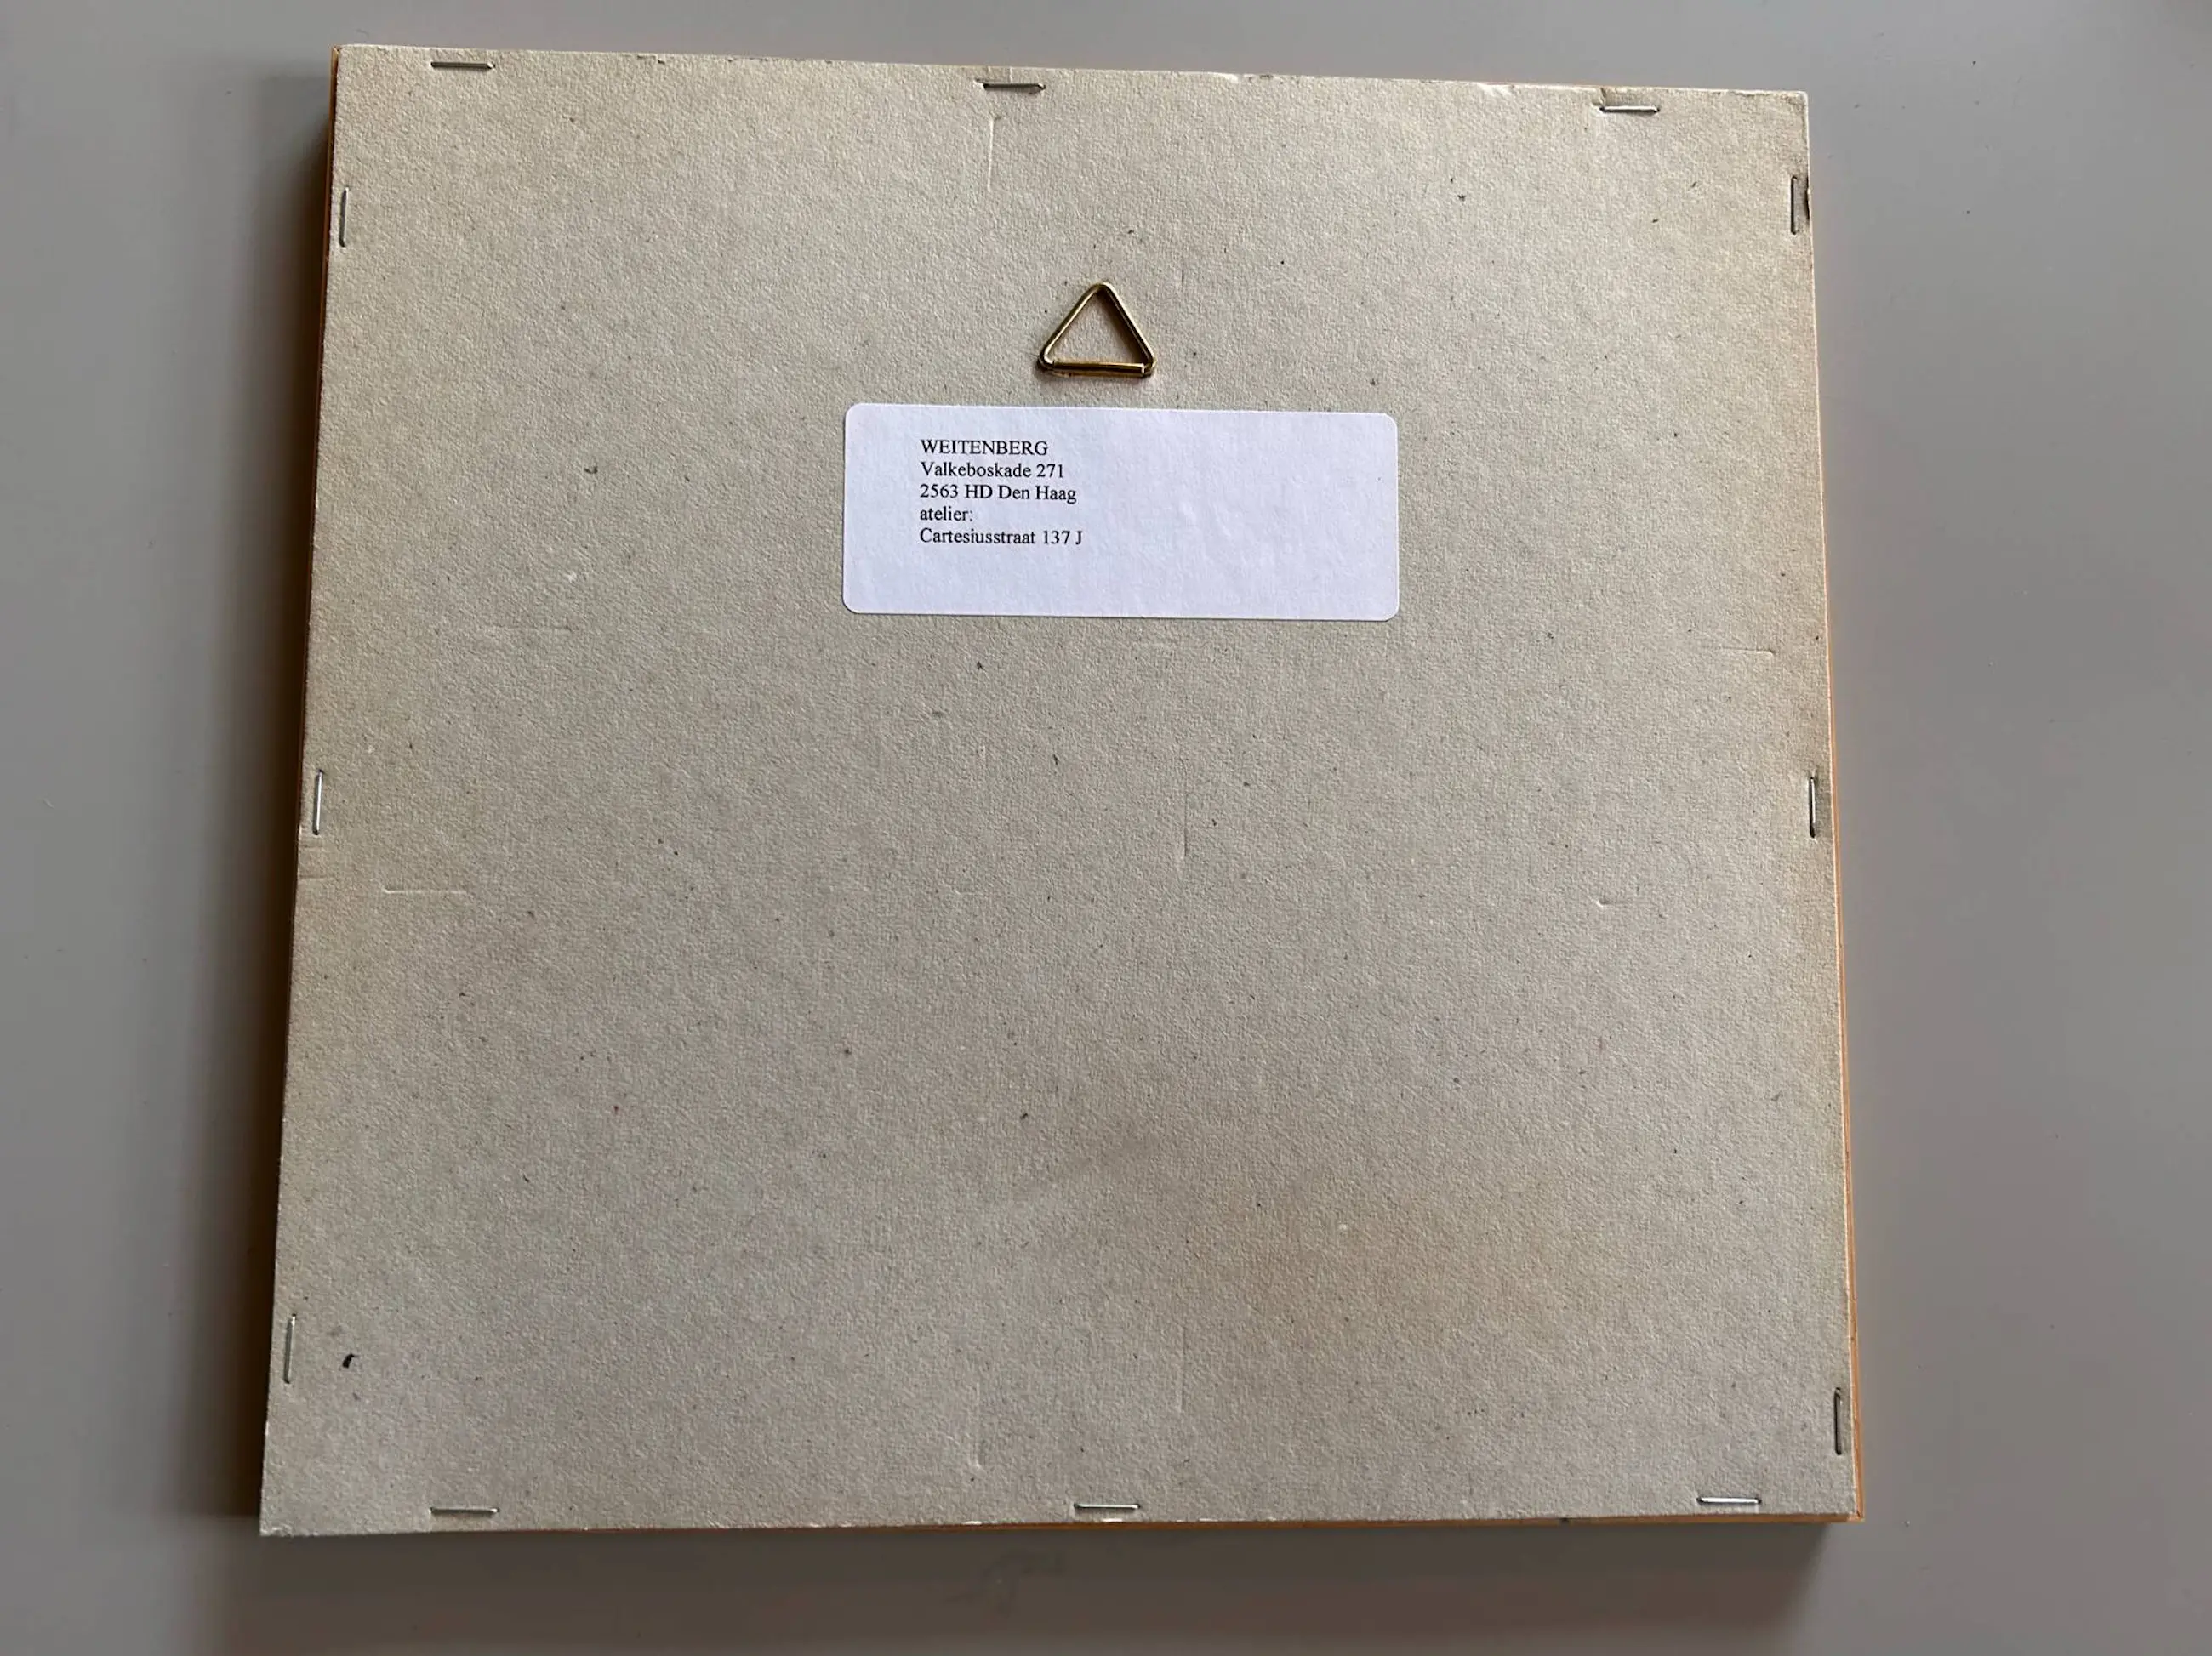 WEITENBERG
Valkeboskade 271
2563 HD Den Haag
atelier:
Cartesiusstraat 137 J